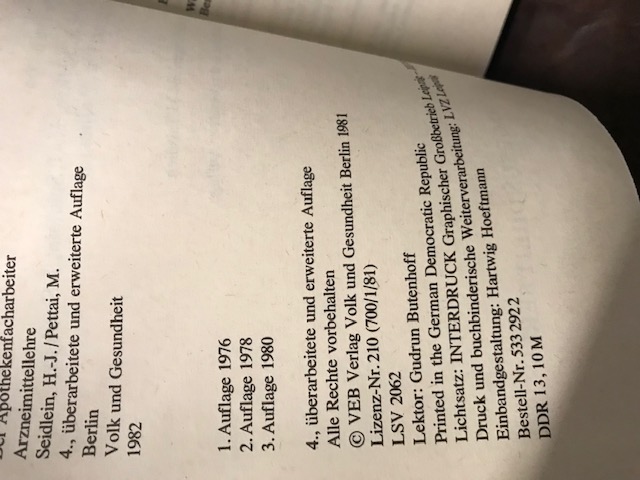 Der Apothekenfacharbeiter
Arzneimittellehre
Seidlein, H.-J./Pettai, M.
4., überarbeitete und erweiterte Auflage
Berlin
Volk und Gesundheit
1982
1. Auflage 1976
2. Auflage 1978
3. Auflage 1980
4., überarbeitete und erweiterte Auflage
Alle Rechte vorbehalten
© VEB Verlag Volk und Gesundheit Berlin 1981
Lizenz-Nr. 210 (700/1/81)
LSV 2062
Lektor: Gudrun Butenhoff
Printed in the German Democratic Republic
Lichtsatz: INTERDRUCK Graphischer Großbetrieb Leipzig
Druck und buchbinderische Weiterverarbeitung: LVZ Leipzig
Einbandgestaltung: Hartwig Hoeftmann
Bestell-Nr. 533 292 2
DDR 13,10 M